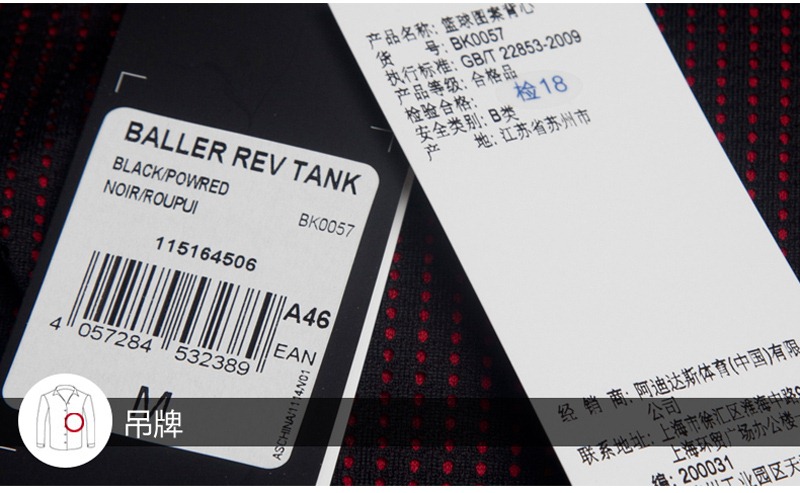 BALLER REV TANK
BLACK/POWRED
NOIR/ROUPUI
BK0057
115164506
A46
4 057284 532389
EAN
M
ASCHINA/1114/V01
产品名称: 篮球图案背心
货 号: BK0057
执行标准: GB/T 22853-2009
产品等级: 合格品
检验合格: 检18
安全类别: B类
产 地: 江苏省苏州市
经 销 商: 阿迪达斯体育(中国)有限
公司
联系地址: 上海市徐汇区淮海中路
上海环贸广场办公楼
编: 200031
工业园区
吊牌